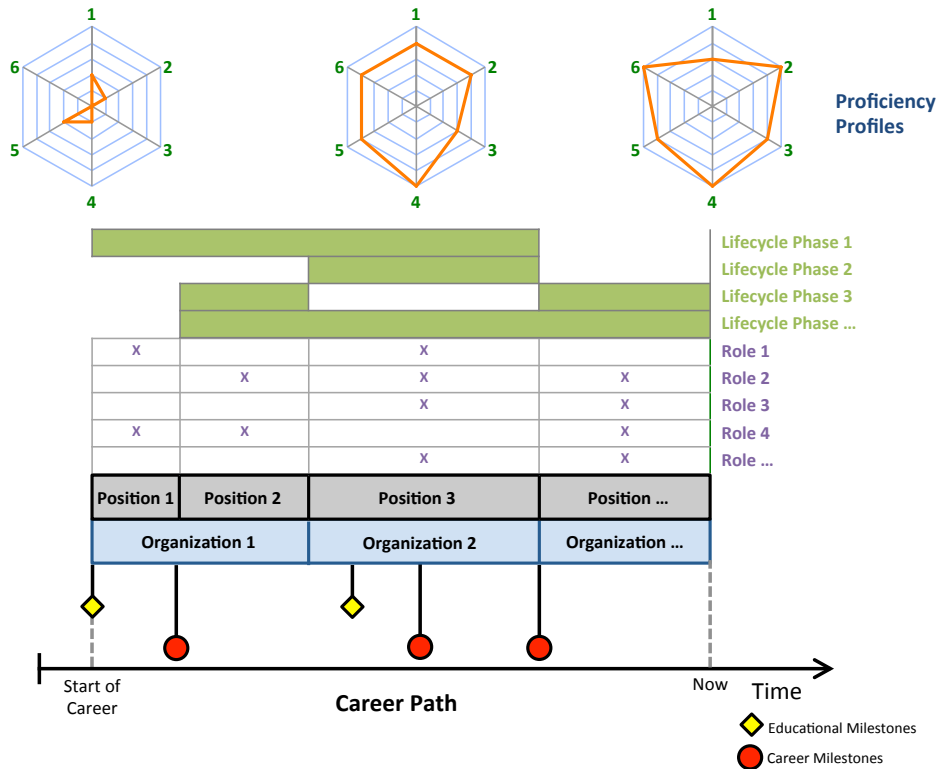 1
6
2
5
3
4
1
6
2
5
3
4
1
6
2
5
3
4
Proficiency
Profiles
Lifecycle Phase 1
Lifecycle Phase 2
Lifecycle Phase 3
Lifecycle Phase ...
X X Role 1
X X X Role 2
X X Role 3
X X X Role 4
X X Role ...
Position 1 Position 2 Position 3 Position ...
Organization 1 Organization 2 Organization ...
Start of
Career
Career Path
Now
Time
Educational Milestones
Career Milestones